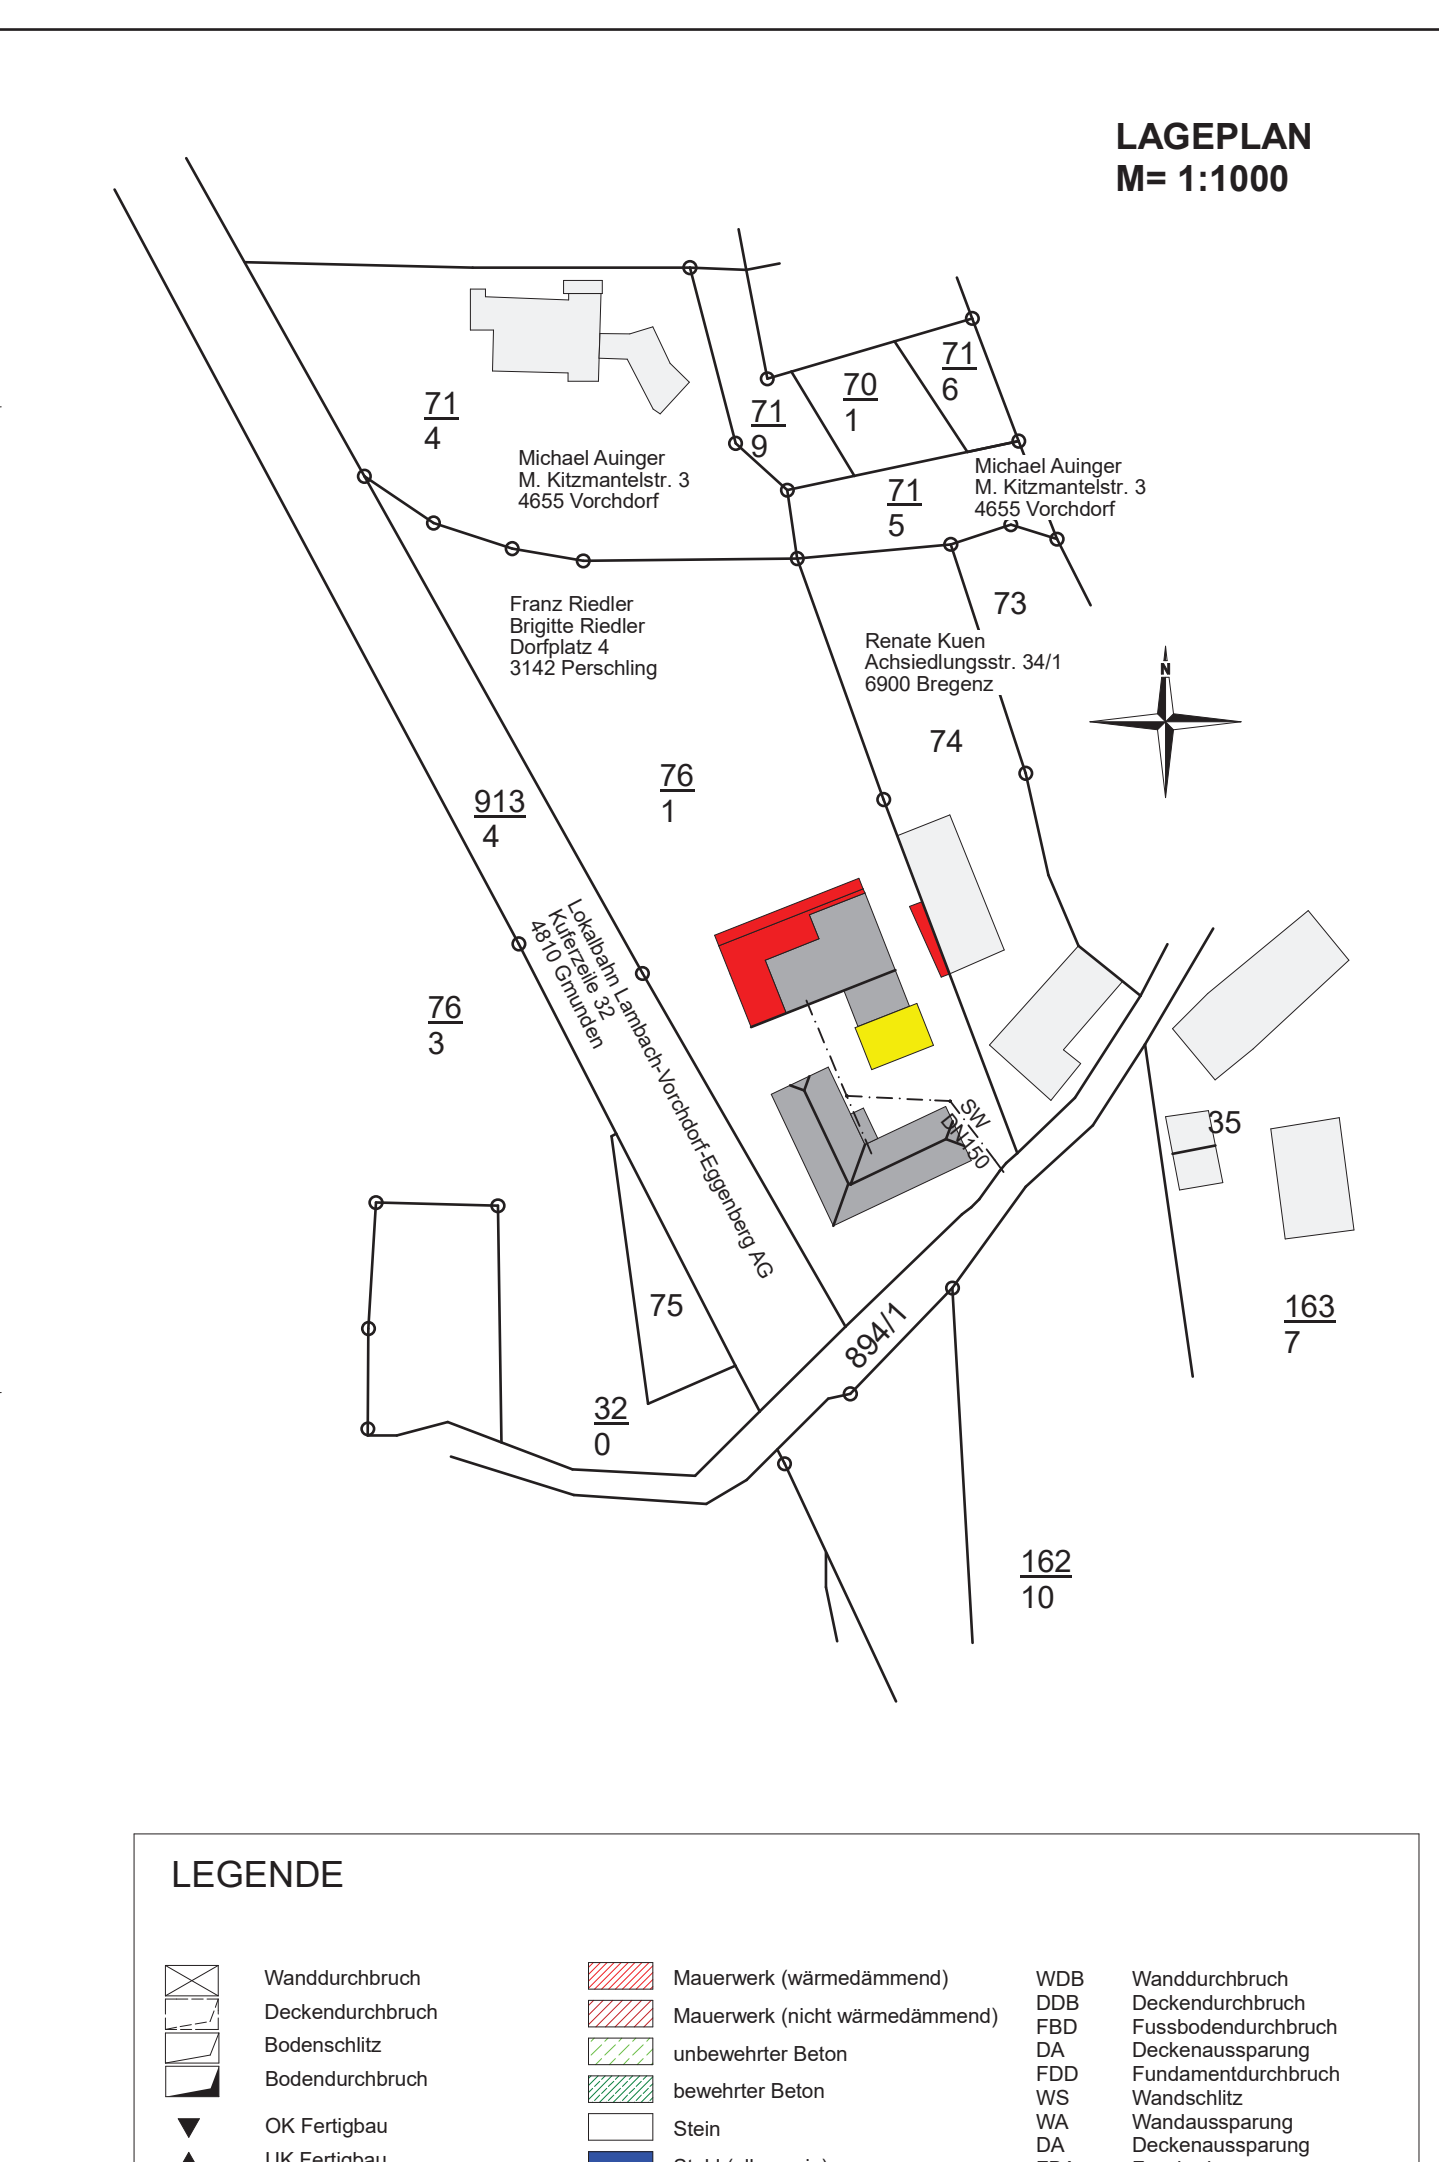 LAGEPLAN
M= 1:1000
71
6
70
1
71
9
71
4
Michael Auinger
M. Kitzmantelstr. 3
4655 Vorchdorf
Michael Auinger
M. Kitzmantelstr. 3
4655 Vorchdorf
71
5
73
Franz Riedler
Brigitte Riedler
Dorfplatz 4
3142 Perschling
Renate Kuen
Achsiedlungsstr. 34/1
6900 Bregenz
N
74
76
1
913
4
Lokalbahn Lambach-Vorchdorf-Eggenberg AG
Kuferzeile 32
4810 Gmunden
76
3
SW
DN150
35
75
894/1
163
7
32
0
162
10
LEGENDE
Wanddurchbruch
Deckendurchbruch
Bodenschlitz
Bodendurchbruch
OK Fertigbau
UK Fertigbau
Mauerwerk (wärmedämmend)
Mauerwerk (nicht wärmedämmend)
unbewehrter Beton
bewehrter Beton
Stein
WDB Wanddurchbruch
DDB Deckendurchbruch
FBD Fussbodendurchbruch
DA Deckenaussparung
FDD Fundamentdurchbruch
WS Wandschlitz
WA Wandaussparung
DA Deckenaussparung